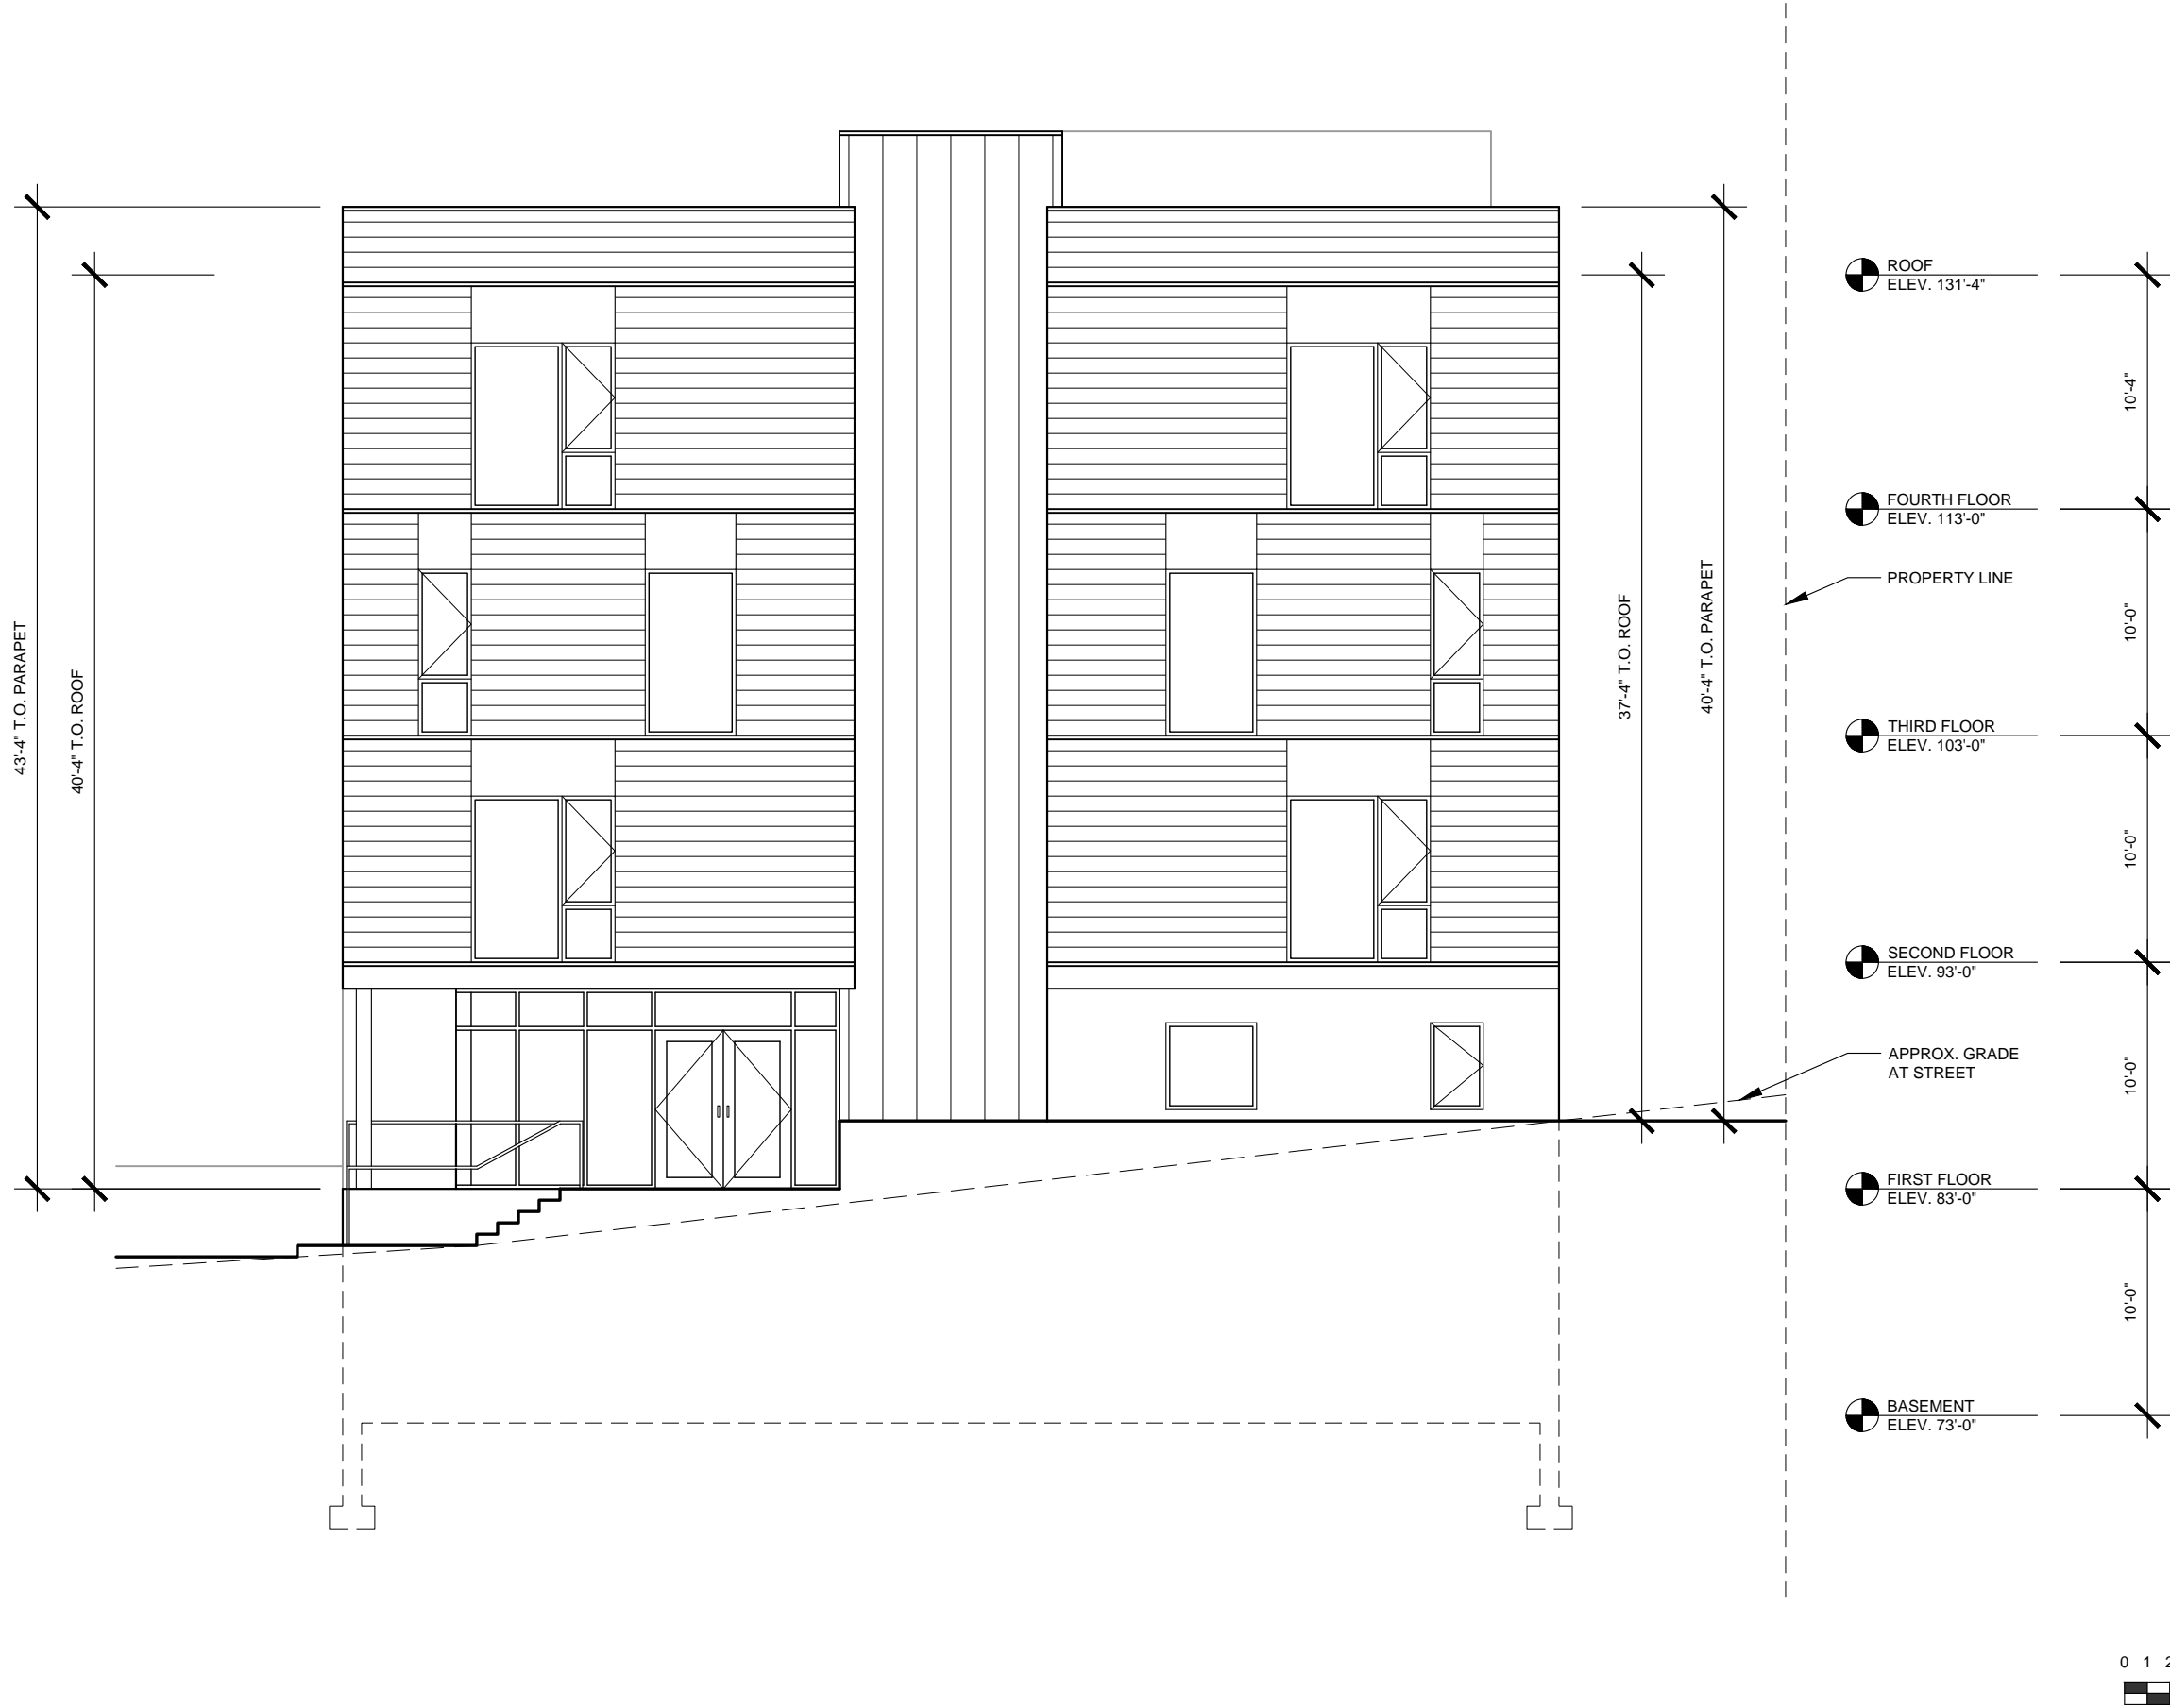 ROOF
ELEV. 131'-4"
10'-4"
FOURTH FLOOR
ELEV. 113'-0"
PROPERTY LINE
10'-0"
43'-4" T.O. PARAPET
40'-4" T.O. ROOF
37'-4" T.O. ROOF
40'-4" T.O. PARAPET
THIRD FLOOR
ELEV. 103'-0"
10'-0"
SECOND FLOOR
ELEV. 93'-0"
APPROX. GRADE
AT STREET
10'-0"
FIRST FLOOR
ELEV. 83'-0"
10'-0"
BASEMENT
ELEV. 73'-0"
0 1 2